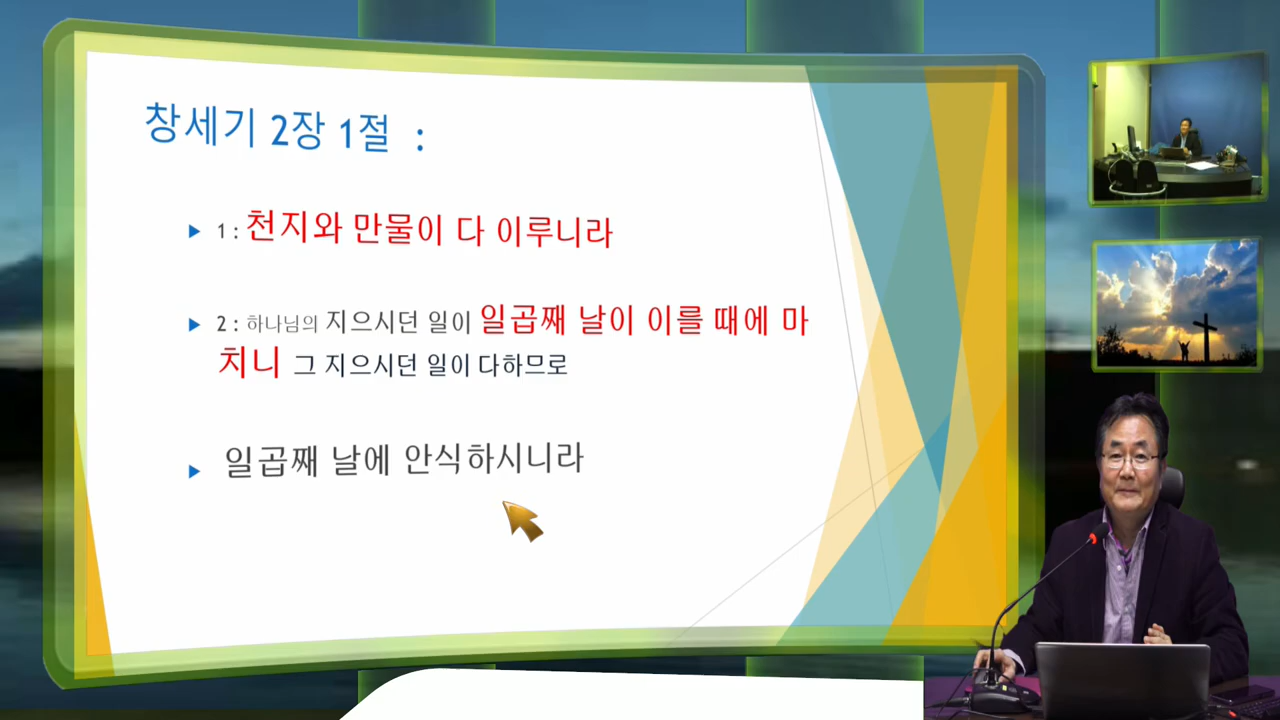 창세기 2장 1절 :
1 : 천지와 만물이 다 이루니라
2 : 하나님의 지으시던 일이 일곱째 날이 이를 때에 마
치니 그 지으시던 일이 다하므로
일곱째 날에 안식하시니라